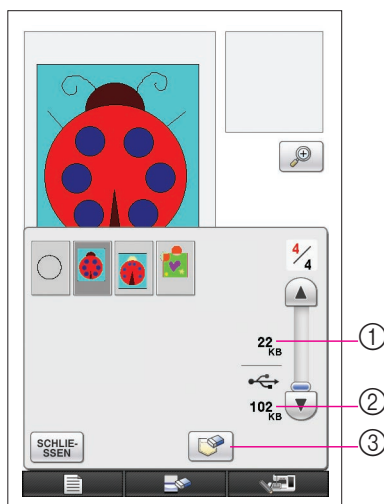 4/4
22
KB
①
102
KB
②
SCHLIE-
SSEN
③